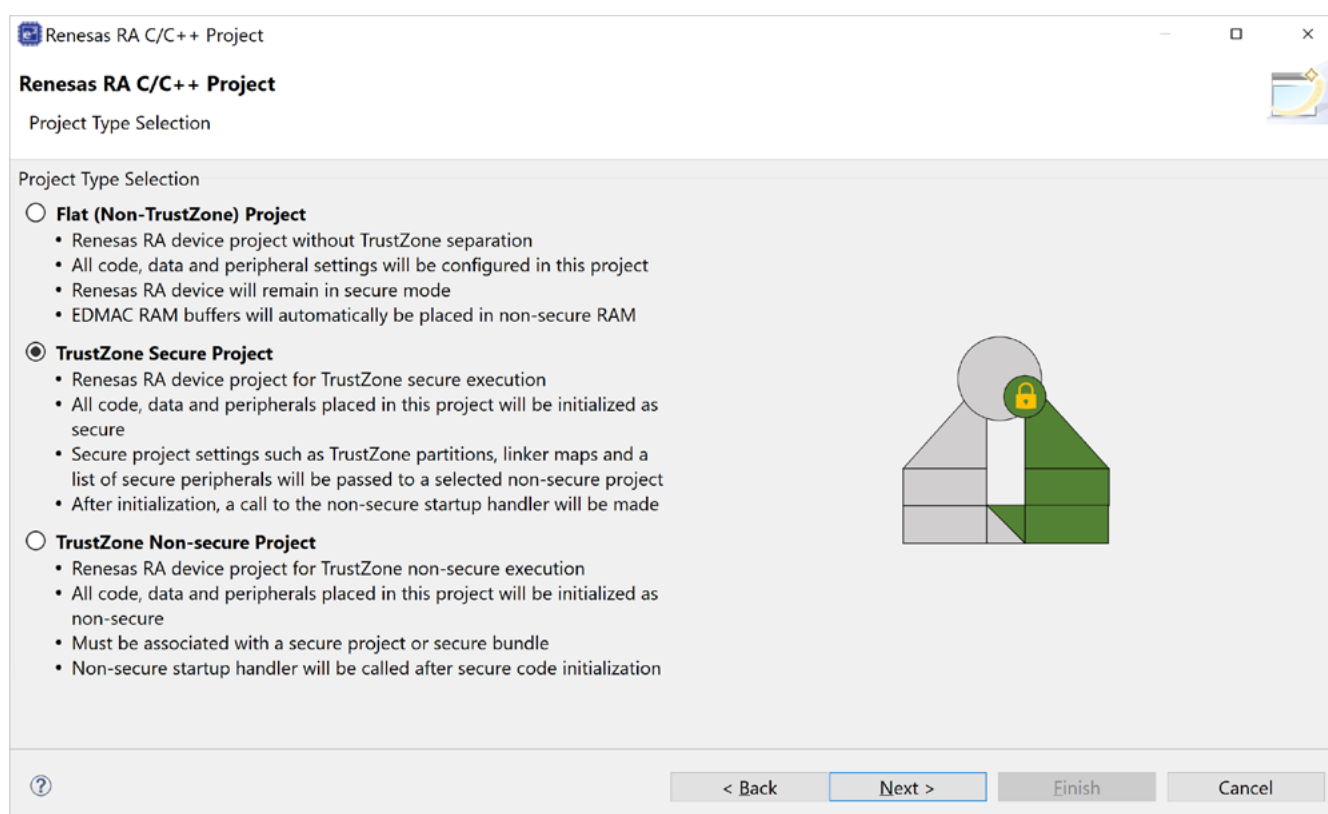 Renesas RA C/C++ Project
Renesas RA C/C++ Project
Project Type Selection
Project Type Selection
Flat (Non-TrustZone) Project
• Renesas RA device project without TrustZone separation
• All code, data and peripheral settings will be configured in this project
• Renesas RA device will remain in secure mode
• EDMAC RAM buffers will automatically be placed in non-secure RAM
TrustZone Secure Project
• Renesas RA device project for TrustZone secure execution
• All code, data and peripherals placed in this project will be initialized as
secure
• Secure project settings such as TrustZone partitions, linker maps and a
list of secure peripherals will be passed to a selected non-secure project
• After initialization, a call to the non-secure startup handler will be made
TrustZone Non-secure Project
• Renesas RA device project for TrustZone non-secure execution
• All code, data and peripherals placed in this project will be initialized as
non-secure
• Must be associated with a secure project or secure bundle
• Non-secure startup handler will be called after secure code initialization
? < Back Next > Finish Cancel